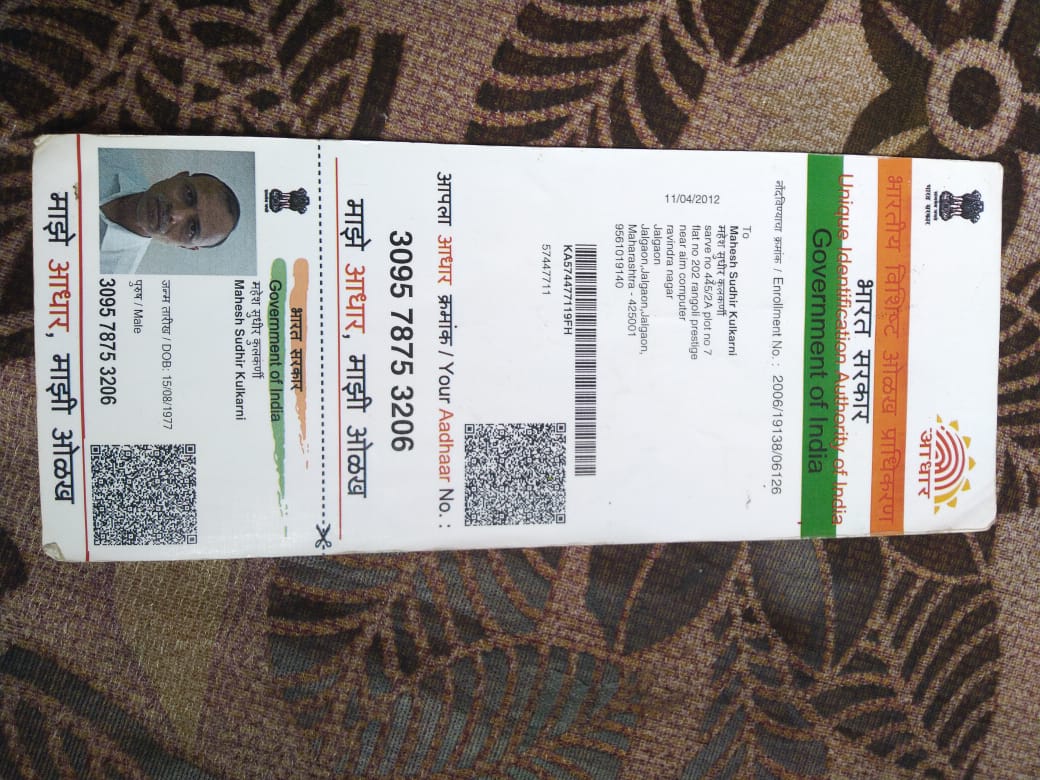 भारत सरकार
आधार
भारतीय विशिष्ट ओळख प्राधिकरण
भारत सरकार
Unique Identification Authority of India
Government of India
नोंदविण्याचा क्रमांक / Enrollment No.: 2006/19138/06126
To
Mahesh Sudhir Kulkarni
महेश सुधीर कुलकर्णी
sarve no 445/2A plot no 7
flat no 202 rangoli prestige
near aim computer
ravindra nagar
Jalgaon
Jalgaon,Jalgaon,Jalgaon,
Maharashtra - 425001
9561019140
11/04/2012
KA574477119FH
57447711
आपला आधार क्रमांक / Your Aadhaar No. :
3095 7875 3206
माझे आधार, माझी ओळख
भारत सरकार
Government of India
महेश सुधीर कुलकर्णी
Mahesh Sudhir Kulkarni
जन्म तारीख / DOB: 15/08/1977
पुरुष / Male
3095 7875 3206
माझे आधार, माझी ओळख